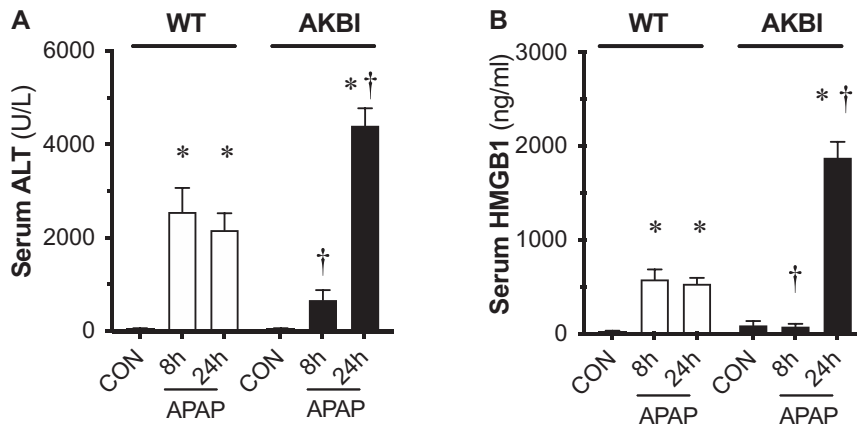 A
WT AKBI
Serum ALT (U/L)
6000
4000
2000
0
* * † * †
CON 8h 24h CON 8h 24h
APAP APAP
B
WT AKBI
Serum HMGB1 (ng/ml)
3000
2000
1000
0
* * † * †
CON 8h 24h CON 8h 24h
APAP APAP